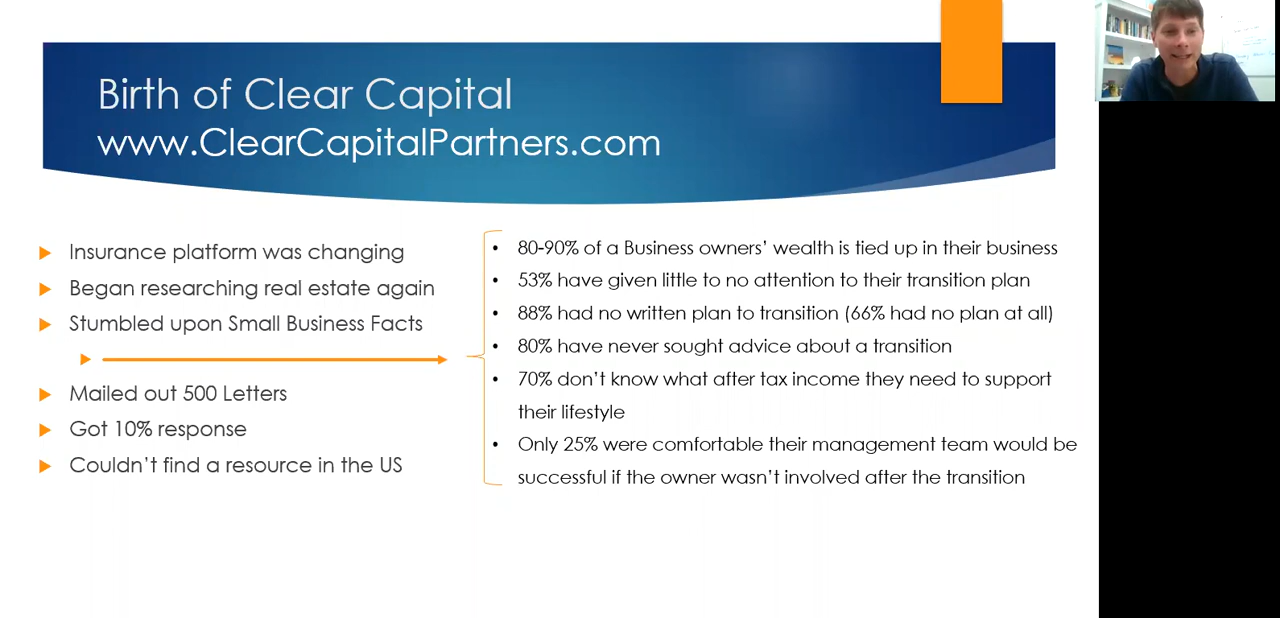 Birth of Clear Capital
www.ClearCapitalPartners.com
Insurance platform was changing
Began researching real estate again
Stumbled upon Small Business Facts
Mailed out 500 Letters
Got 10% response
Couldn't find a resource in the US
80-90% of a Business owners' wealth is tied up in their business
53% have given little to no attention to their transition plan
88% had no written plan to transition (66% had no plan at all)
80% have never sought advice about a transition
70% don't know what after tax income they need to support
their lifestyle
Only 25% were comfortable their management team would be
successful if the owner wasn't involved after the transition